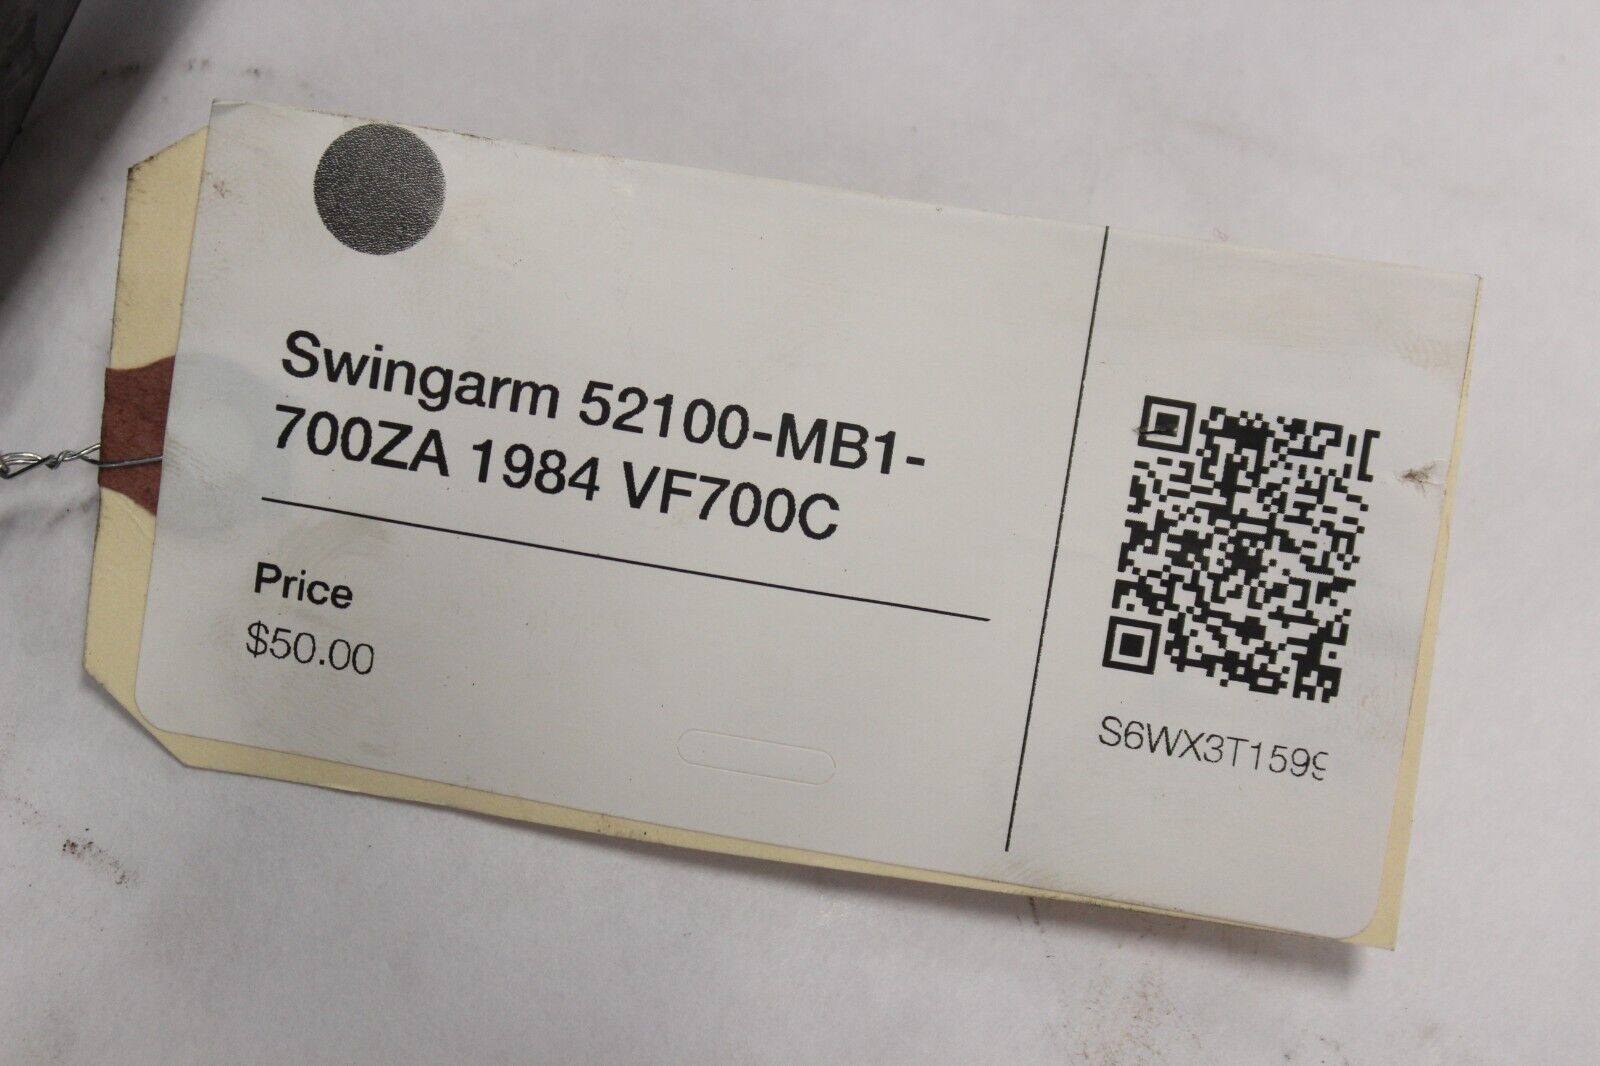 Swingarm 52100-MB1-
700ZA 1984 VF700C
Price
$50.00
S6WX3T1599